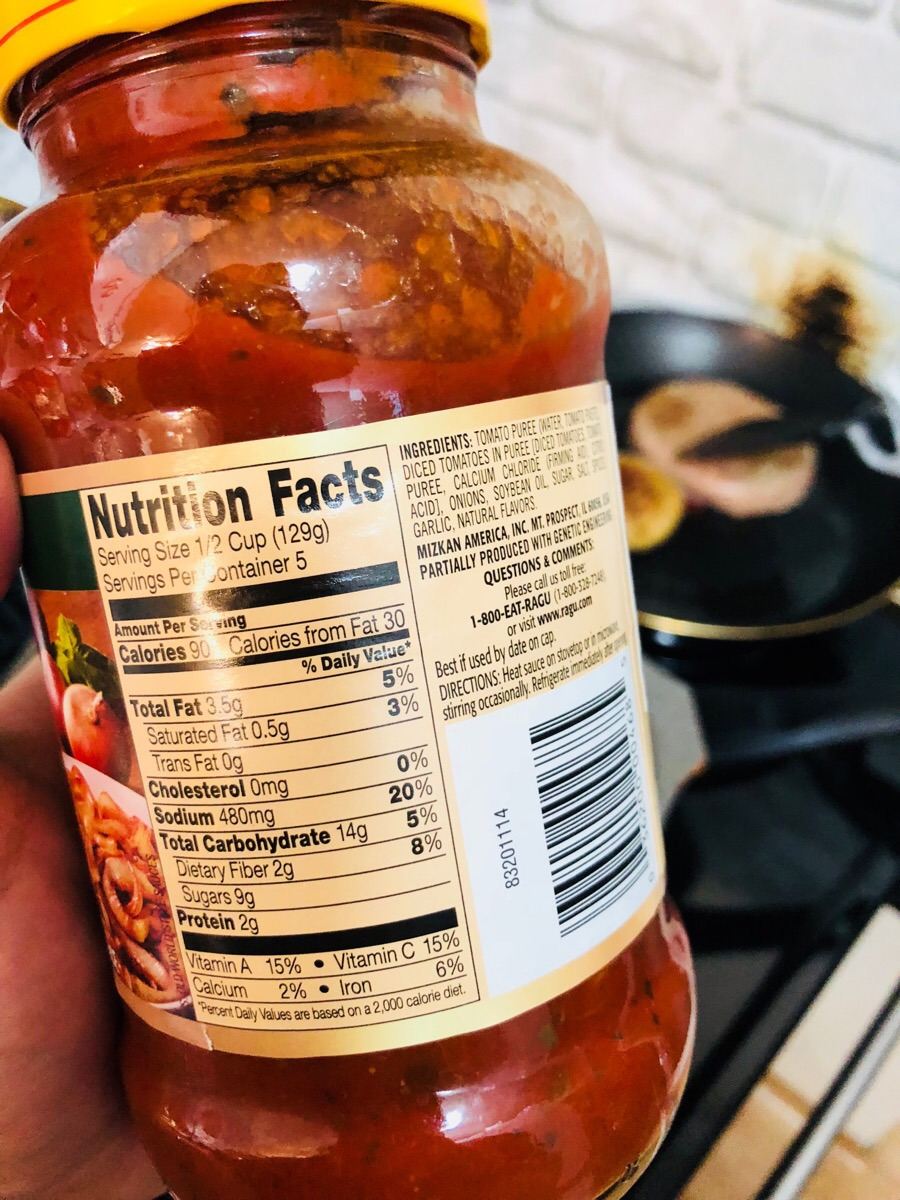 Nutrition Facts
Serving Size 1/2 Cup (129g)
Servings Per Container 5
Amount Per Serving
Calories 90 Calories from Fat 30
% Daily Value*
Total Fat 3.5g 5%
Saturated Fat 0.5g 3%
Trans Fat 0g
Cholesterol 0mg 0%
Sodium 480mg 20%
Total Carbohydrate 14g 5%
Dietary Fiber 2g 8%
Sugars 9g
Protein 2g
Vitamin A 15% • Vitamin C 15%
Calcium 2% • Iron 6%
*Percent Daily Values are based on a 2,000 calorie diet.
INGREDIENTS: TOMATO PUREE (WATER, TOMATO PASTE),
DICED TOMATOES IN PUREE [DICED TOMATOES, TOMATO
PUREE, CALCIUM CHLORIDE (FIRMING AID), CITRIC
ACID], ONIONS, SOYBEAN OIL, SUGAR, SALT, SPICES,
GARLIC, NATURAL FLAVORS.
MIZKAN AMERICA, INC. MT. PROSPECT, IL 60056, USA
PARTIALLY PRODUCED WITH GENETIC ENGINEERING
QUESTIONS & COMMENTS:
Please call us toll free:
1-800-EAT-RAGU (1-800-328-7248),
or visit www.ragu.com
Best if used by date on cap.
DIRECTIONS: Heat sauce on stovetop or in microwave,
stirring occasionally. Refrigerate immediately after
83201114